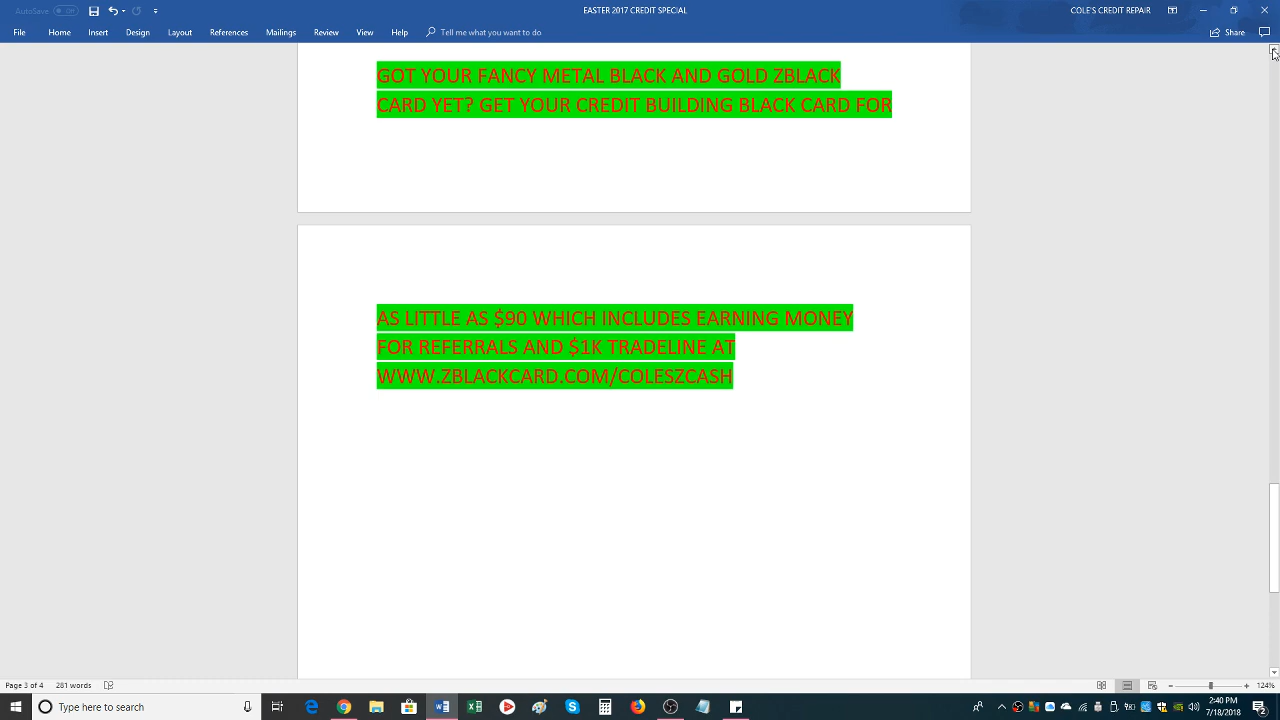 AutoSave Off
EASTER 2017 CREDIT SPECIAL
COLE'S CREDIT REPAIR
File Home Insert Design Layout References Mailings Review View Help Tell me what you want to do Share
GOT YOUR FANCY METAL BLACK AND GOLD ZBLACK
CARD YET? GET YOUR CREDIT BUILDING BLACK CARD FOR
AS LITTLE AS $90 WHICH INCLUDES EARNING MONEY
FOR REFERRALS AND $1K TRADELINE AT
WWW.ZBLACKCARD.COM/COLESZCASH
Page 3 of 4 281 words 124%
Type here to search
2:40 PM
7/18/2018